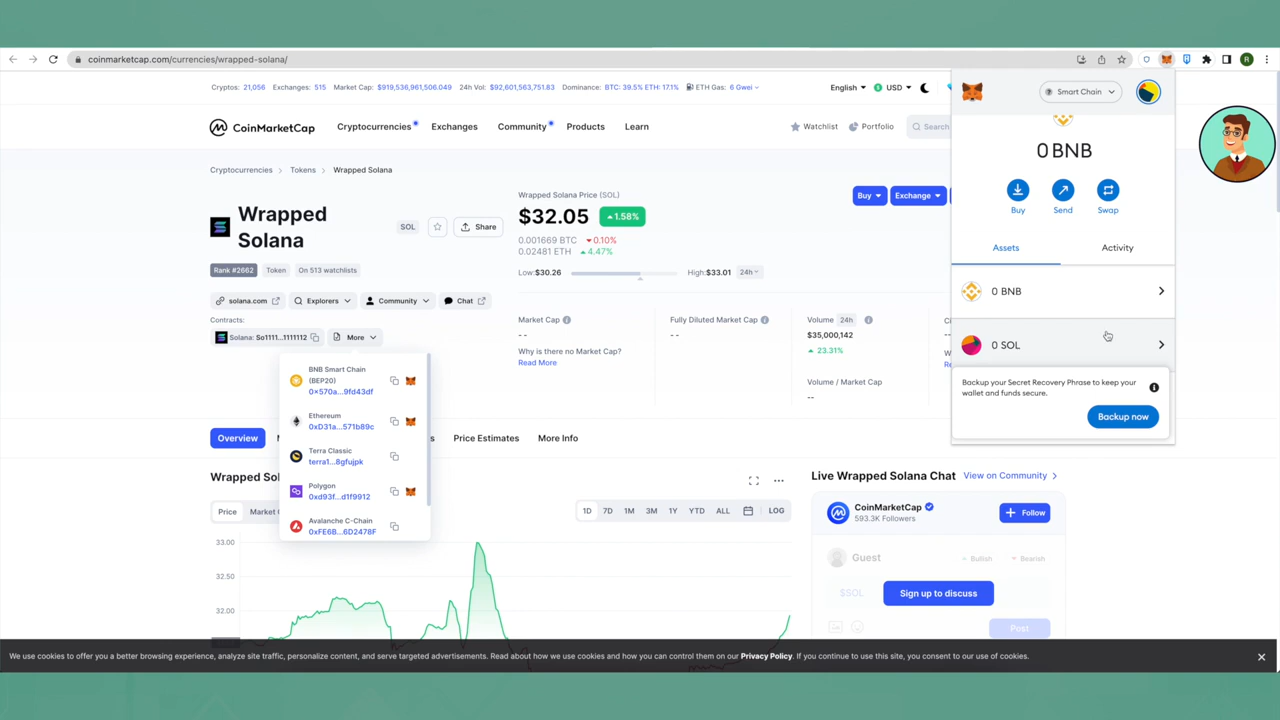 coinmarketcap.com/currencies/wrapped-solana/
R
Cryptos: 21,056 Exchanges: 515 Market Cap: $919,536,961,506.049 24h Vol: $92,601,563,751.83 Dominance: BTC: 39.5% ETH: 17.1% ETH Gas: 6 Gwei
English
USD
CoinMarketCap
Cryptocurrencies
Exchanges
Community
Products
Learn
Watchlist
Portfolio
Search
Cryptocurrencies
Tokens
Wrapped Solana
Wrapped
Solana
SOL
Share
Rank #2662
Token
On 513 watchlists
solana.com
Explorers
Community
Chat
Contracts:
Solana: So1111...1111112
More
BNB Smart Chain
(BEP20)
0x570a...9fd43df
Ethereum
0xD31a...571b89c
Terra Classic
terra1...8gfujpk
Polygon
0xd93f...d1f9912
Avalanche C-Chain
0xFE6B...6D2478F
Wrapped Solana Price (SOL)
$32.05
1.58%
0.001669 BTC 0.10%
0.02481 ETH 4.47%
Low: $30.26
High: $33.01
24h
Buy
Exchange
Market Cap
- -
Why is there no Market Cap?
Read More
Fully Diluted Market Cap
- -
Volume 24h
$35,000,142
23.31%
Volume / Market Cap
--
Smart Chain
0 BNB
Buy
Send
Swap
Assets
Activity
0 BNB
0 SOL
Backup your Secret Recovery Phrase to keep your
wallet and funds secure.
Backup now
Overview
Price Estimates
More Info
Wrapped Sol
Price
Market C
1D
7D
1M
3M
1Y
YTD
ALL
LOG
33.00
32.50
32.00
Live Wrapped Solana Chat
View on Community
CoinMarketCap
593.3K Followers
Follow
Guest
Bullish
Bearish
$SOL
Sign up to discuss
Post
We use cookies to offer you a better browsing experience, analyze site traffic, personalize content, and serve targeted advertisements. Read about how we use cookies and how you can control them on our Privacy Policy. If you continue to use this site, you consent to our use of cookies.